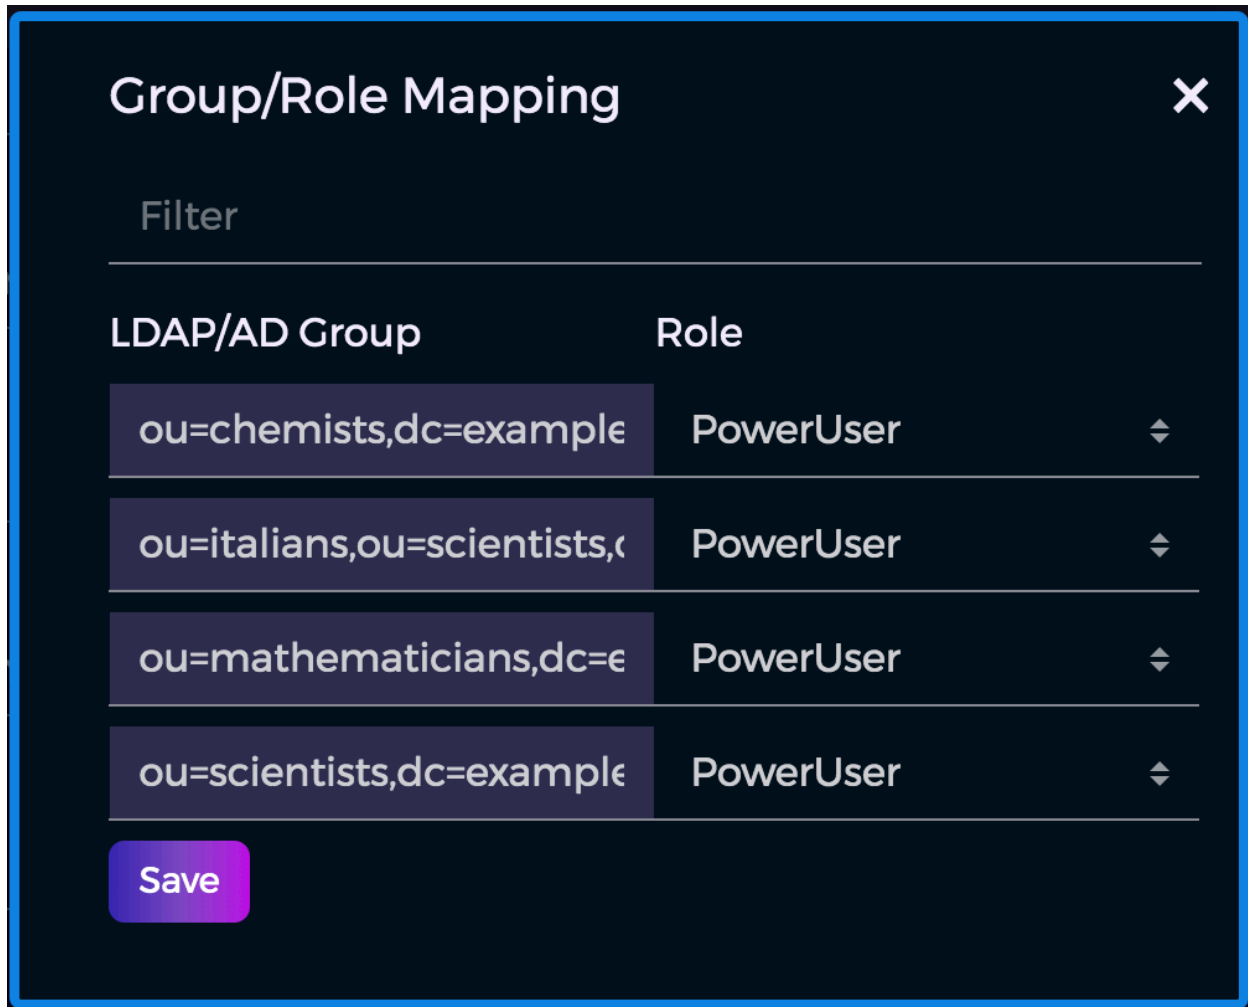 Group/Role Mapping
Filter
LDAP/AD Group Role
ou=chemists,dc=example PowerUser
ou=italians,ou=scientists, PowerUser
ou=mathematicians,dc=e PowerUser
ou=scientists,dc=example PowerUser
Save